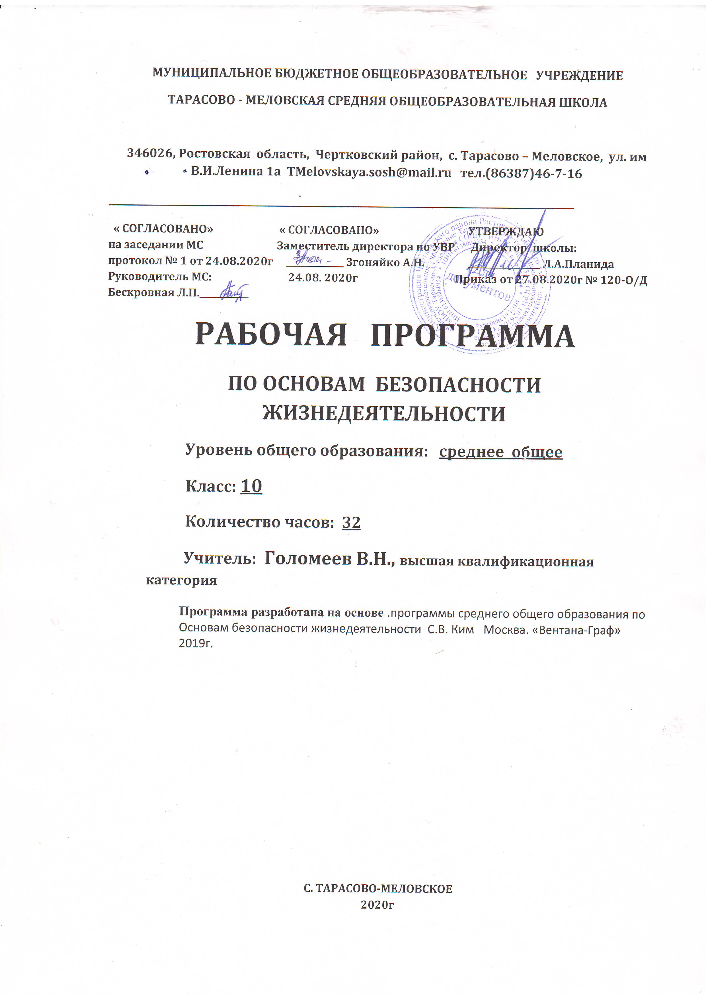 МУНИЦИПАЛЬНОЕ БЮДЖЕТНОЕ ОБЩЕОБРАЗОВАТЕЛЬНОЕ УЧРЕЖДЕНИЕ
ТАРАСОВО - МЕЛОВСКАЯ СРЕДНЯЯ ОБЩЕОБРАЗОВАТЕЛЬНАЯ ШКОЛА
346026, Ростовская область, Чертковский район, с. Тарасово – Меловское, ул. им
В.И.Ленина 1а TMelovskaya.sosh@mail.ru тел.(86387)46-7-16
« СОГЛАСОВАНО»
на заседании МС
протокол № 1 от 24.08.2020г
Руководитель МС:
Бескровная Л.П.
« СОГЛАСОВАНО»
Заместитель директора по УВР
Згоняйко А.Н.
24.08. 2020г
УТВЕРЖДАЮ
Директор школы:
Л.А.Планида
Приказ от 27.08.2020г № 120-О/Д
Для
документов
РАБОЧАЯ ПРОГРАММА
ПО ОСНОВАМ БЕЗОПАСНОСТИ
ЖИЗНЕДЕЯТЕЛЬНОСТИ
Уровень общего образования: среднее общее
Класс: 10
Количество часов: 32
Учитель: Голомеев В.Н., высшая квалификационная
категория
Программа разработана на основе .программы среднего общего образования по
Основам безопасности жизнедеятельности С.В. Ким Москва. «Вентана-Граф»
2019г.
С. ТАРАСОВО-МЕЛОВСКОЕ
2020г